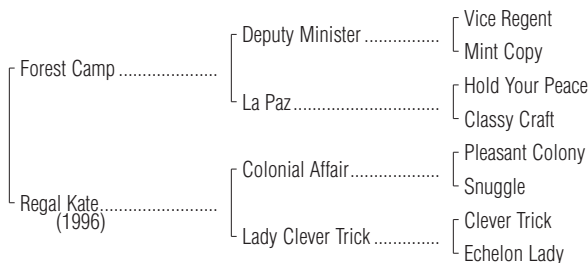 Vice Regent
Deputy Minister ................
Mint Copy
Forest Camp .....................
Hold Your Peace
La Paz ...............................
Classy Craft
Pleasant Colony
Colonial Affair ...................
Snuggle
Regal Kate .........................
(1996)
Clever Trick
Lady Clever Trick ..............
Echelon Lady